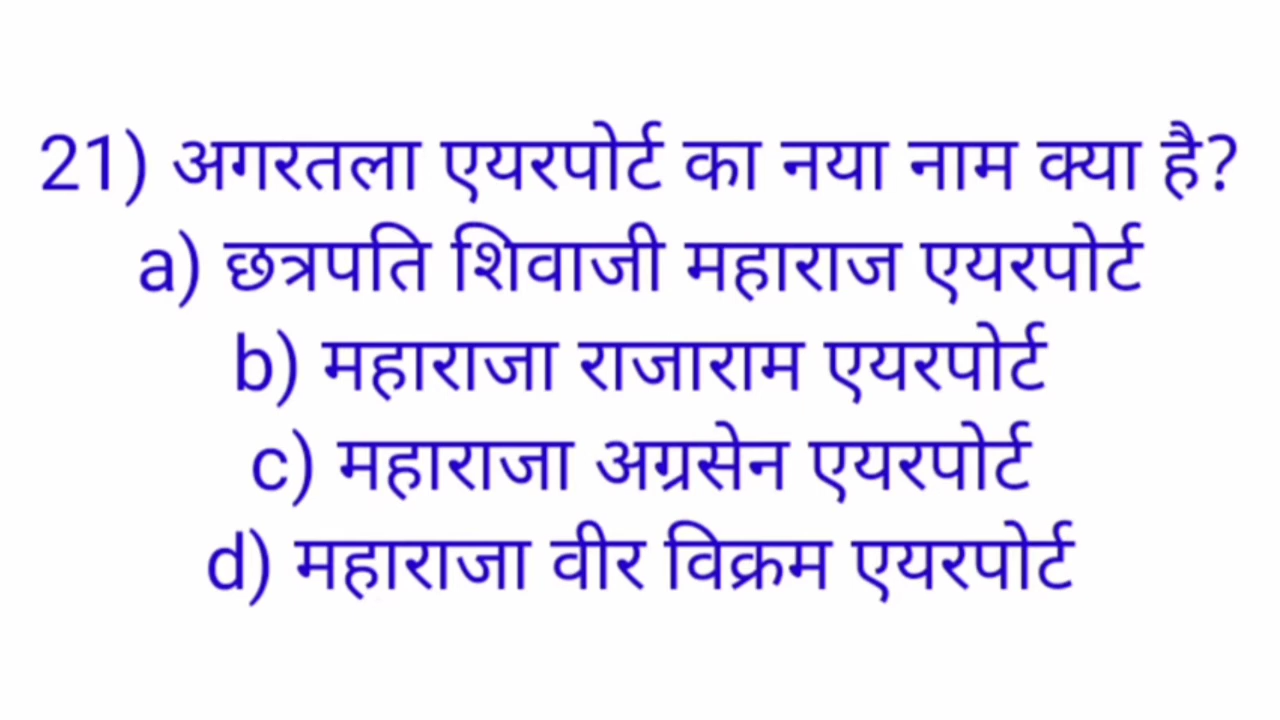 21) अगरतला एयरपोर्ट का नया नाम क्या है?
a) छत्रपति शिवाजी महाराज एयरपोर्ट
b) महाराजा राजाराम एयरपोर्ट
c) महाराजा अग्रसेन एयरपोर्ट
d) महाराजा वीर विक्रम एयरपोर्ट